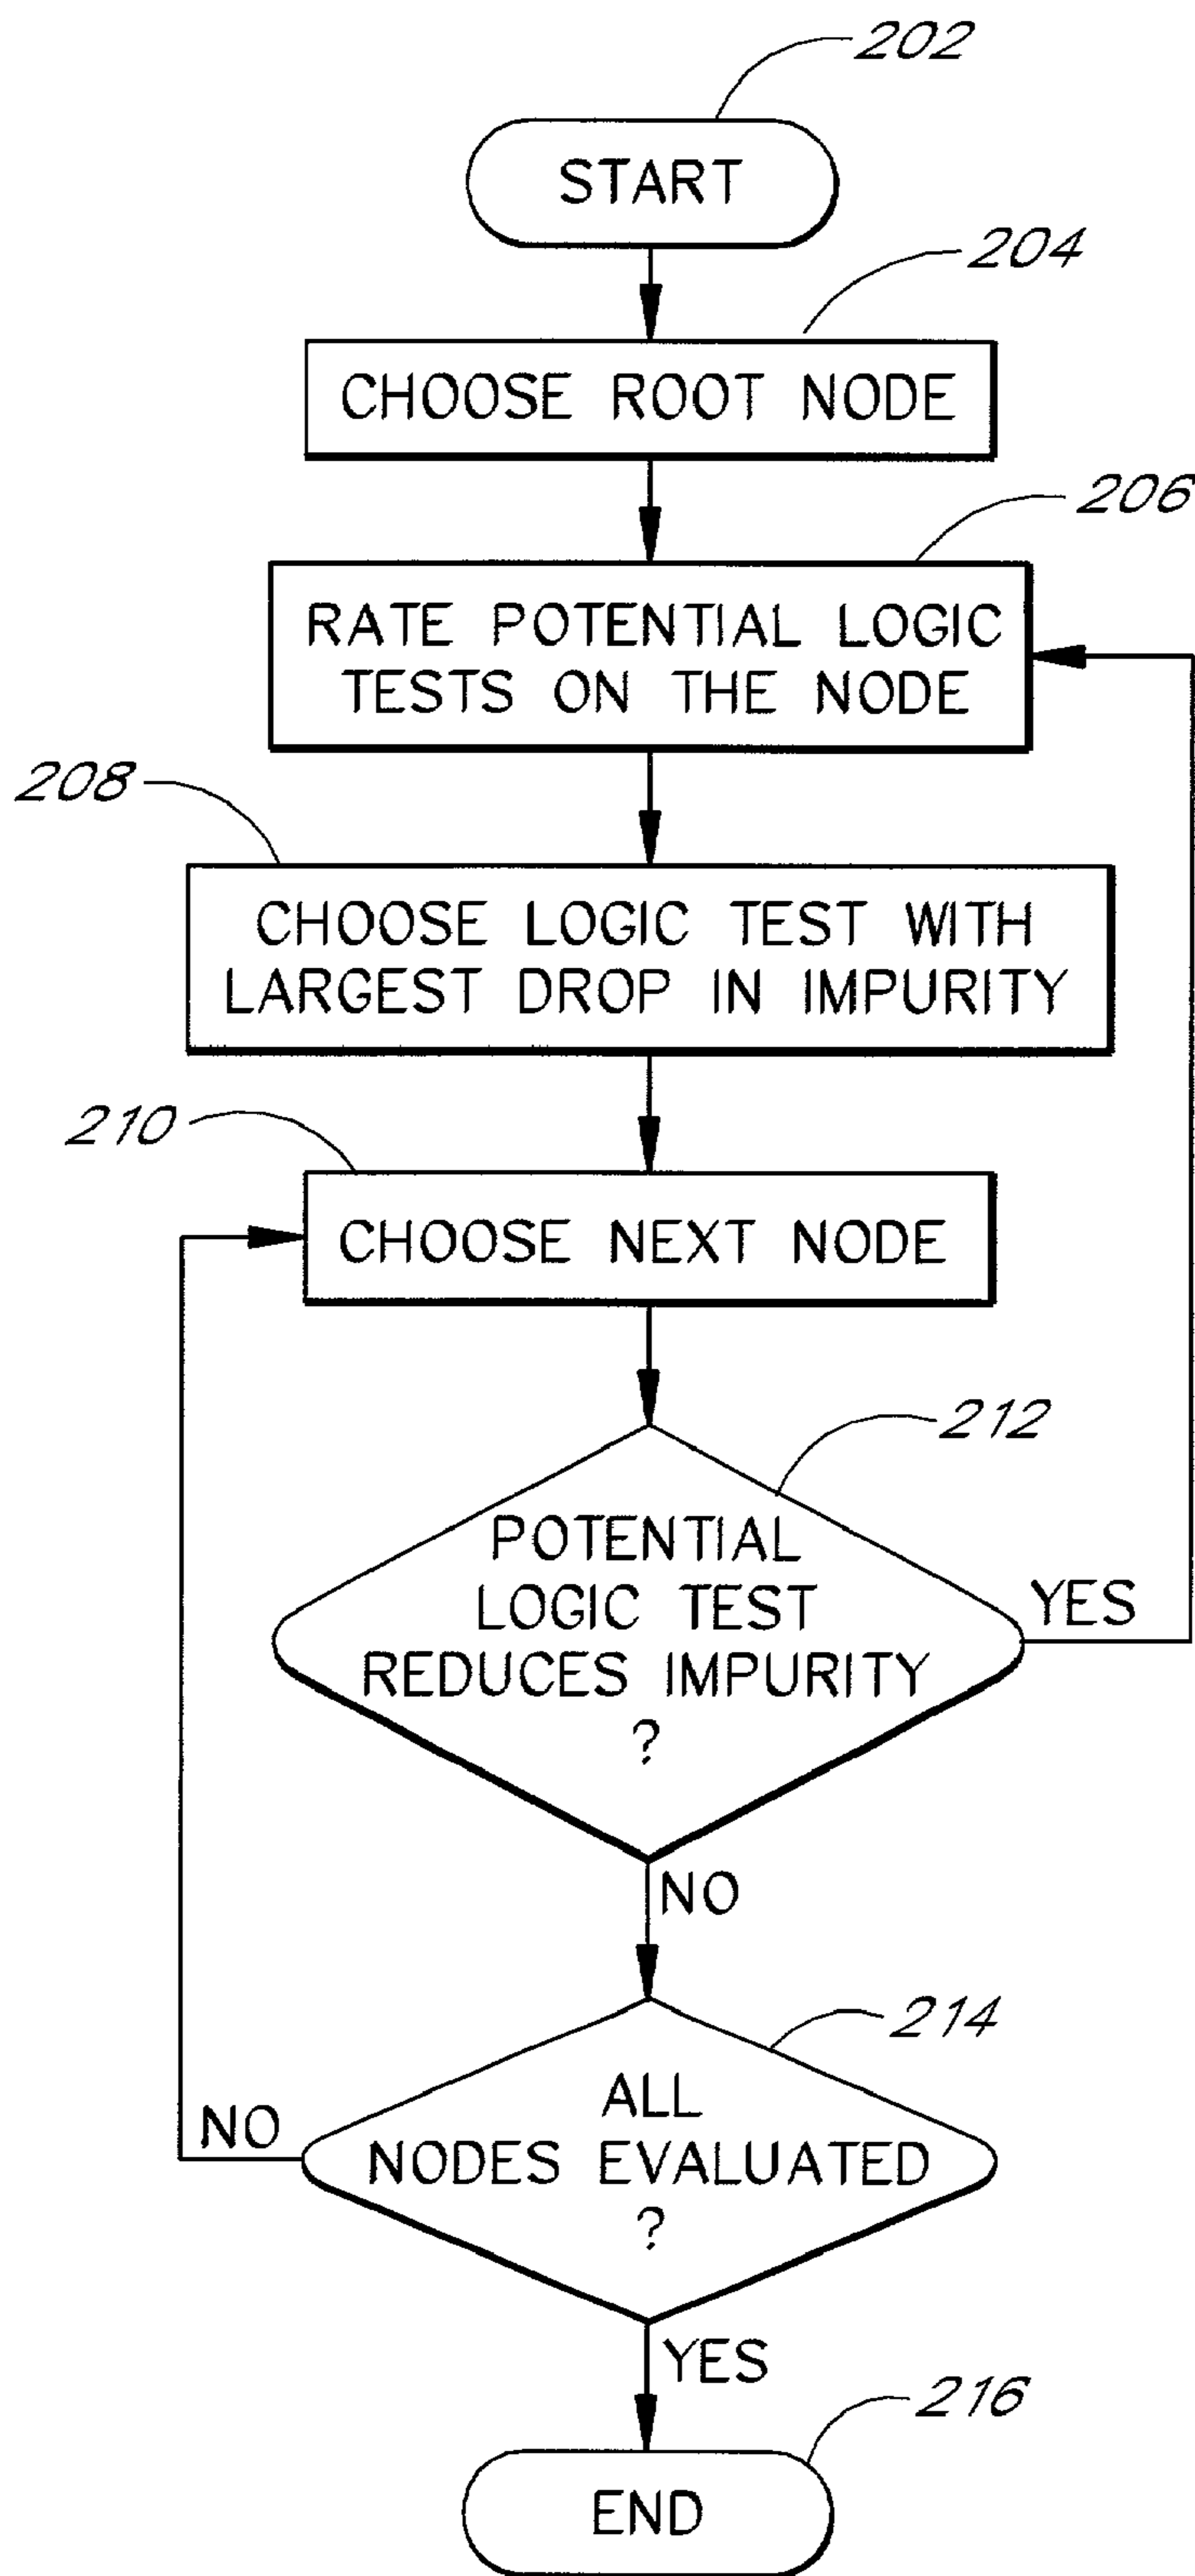 202
START
204
CHOOSE ROOT NODE
206
RATE POTENTIAL LOGIC
TESTS ON THE NODE
208
CHOOSE LOGIC TEST WITH
LARGEST DROP IN IMPURITY
210
CHOOSE NEXT NODE
212
POTENTIAL
LOGIC TEST
REDUCES IMPURITY
?
YES
NO
214
ALL
NODES EVALUATED
?
NO
YES
216
END